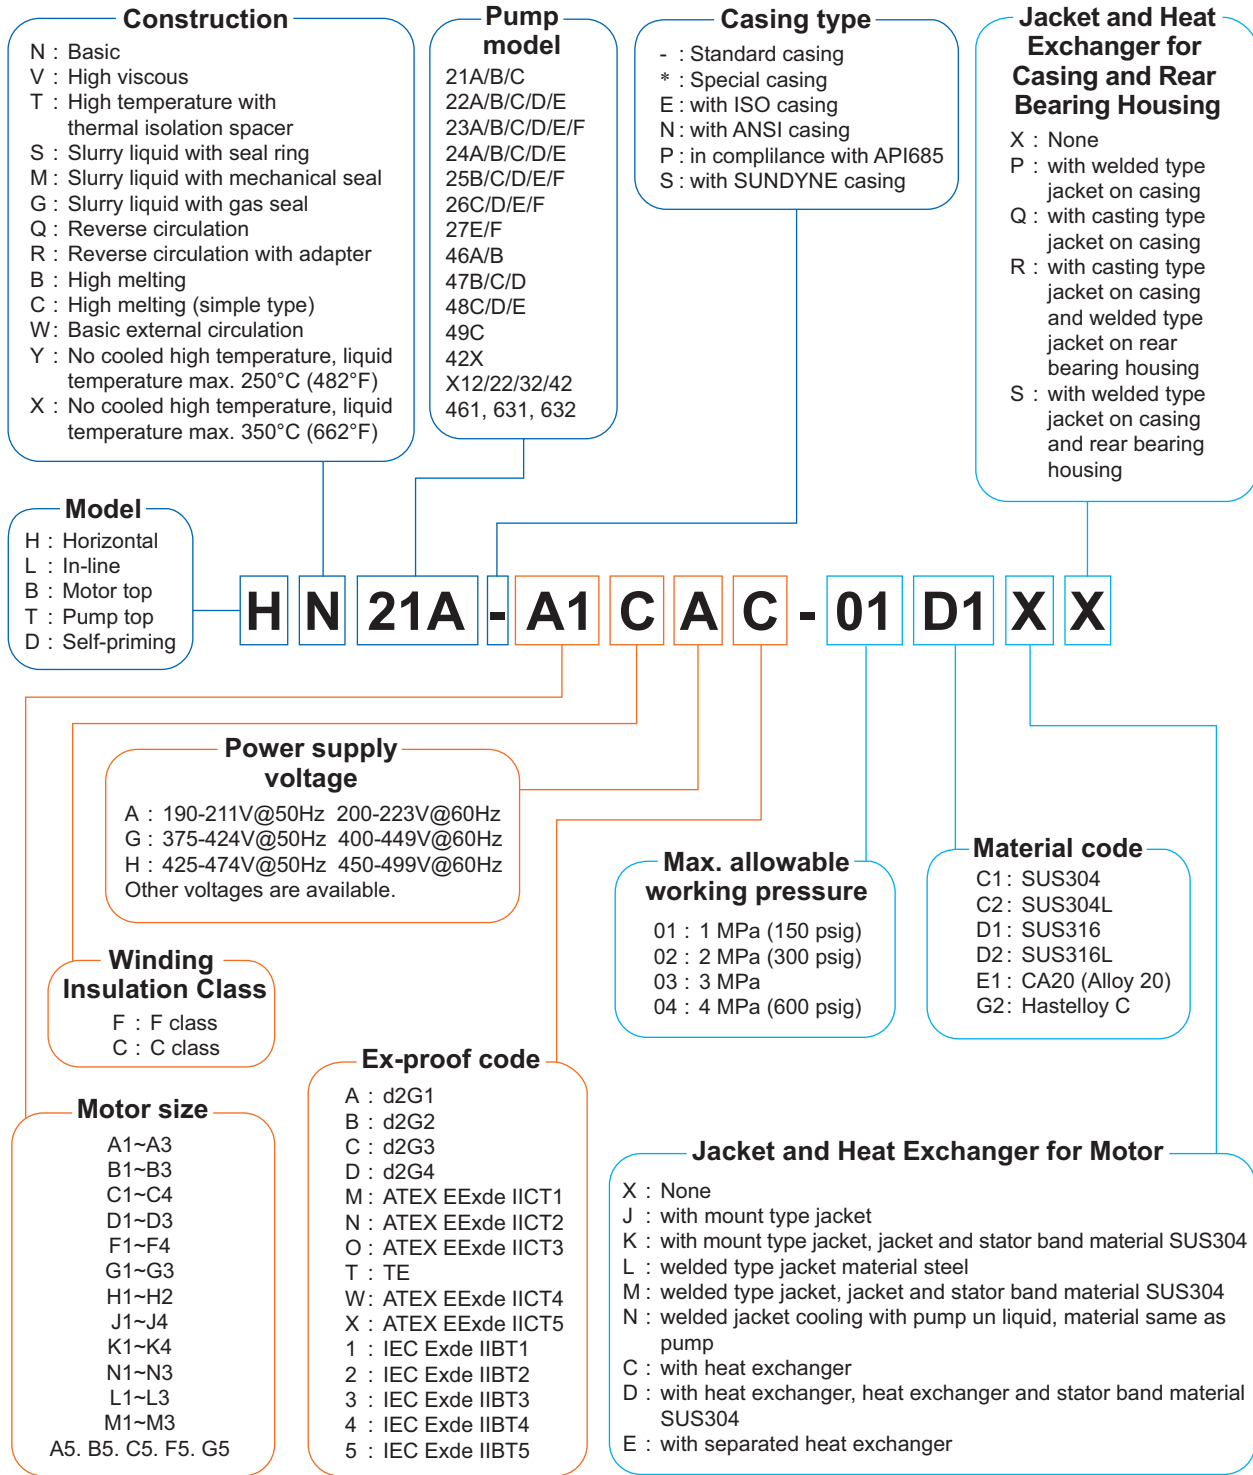 Construction
N : Basic
V : High viscous
T : High temperature with
thermal isolation spacer
S : Slurry liquid with seal ring
M : Slurry liquid with mechanical seal
G : Slurry liquid with gas seal
Q : Reverse circulation
R : Reverse circulation with adapter
B : High melting
C : High melting (simple type)
W : Basic external circulation
Y : No cooled high temperature, liquid
temperature max. 250°C (482°F)
X : No cooled high temperature, liquid
temperature max. 350°C (662°F)
Pump
model
21A/B/C
22A/B/C/D/E
23A/B/C/D/E/F
24A/B/C/D/E
25B/C/D/E/F
26C/D/E/F
27E/F
46A/B
47B/C/D
48C/D/E
49C
42X
X12/22/32/42
461, 631, 632
Casing type
- : Standard casing
* : Special casing
E : with ISO casing
N : with ANSI casing
P : in complilance with API685
S : with SUNDYNE casing
Jacket and Heat
Exchanger for
Casing and Rear
Bearing Housing
X : None
P : with welded type
jacket on casing
Q : with casting type
jacket on casing
R : with casting type
jacket on casing
and welded type
jacket on rear
bearing housing
S : with welded type
jacket on casing
and rear bearing
housing
Model
H : Horizontal
L : In-line
B : Motor top
T : Pump top
D : Self-priming
H N 21A - A1 C A C - 01 D1 X X
Power supply
voltage
A : 190-211V@50Hz 200-223V@60Hz
G : 375-424V@50Hz 400-449V@60Hz
H : 425-474V@50Hz 450-499V@60Hz
Other voltages are available.
Max. allowable
working pressure
01 : 1 MPa (150 psig)
02 : 2 MPa (300 psig)
03 : 3 MPa
04 : 4 MPa (600 psig)
Material code
C1: SUS304
C2: SUS304L
D1: SUS316
D2: SUS316L
E1: CA20 (Alloy 20)
G2: Hastelloy C
Winding
Insulation Class
F : F class
C : C class
Motor size
A1~A3
B1~B3
C1~C4
D1~D3
F1~F4
G1~G3
H1~H2
J1~J4
K1~K4
N1~N3
L1~L3
M1~M3
A5. B5. C5. F5. G5
Ex-proof code
A : d2G1
B : d2G2
C : d2G3
D : d2G4
M : ATEX EExde IICT1
N : ATEX EExde IICT2
O : ATEX EExde IICT3
T : TE
W : ATEX EExde IICT4
X : ATEX EExde IICT5
1 : IEC Exde IIBT1
2 : IEC Exde IIBT2
3 : IEC Exde IIBT3
4 : IEC Exde IIBT4
5 : IEC Exde IIBT5
Jacket and Heat Exchanger for Motor
X : None
J : with mount type jacket
K : with mount type jacket, jacket and stator band material SUS304
L : welded type jacket material steel
M : welded type jacket, jacket and stator band material SUS304
N : welded jacket cooling with pump un liquid, material same as
pump
C : with heat exchanger
D : with heat exchanger, heat exchanger and stator band material
SUS304
E : with separated heat exchanger